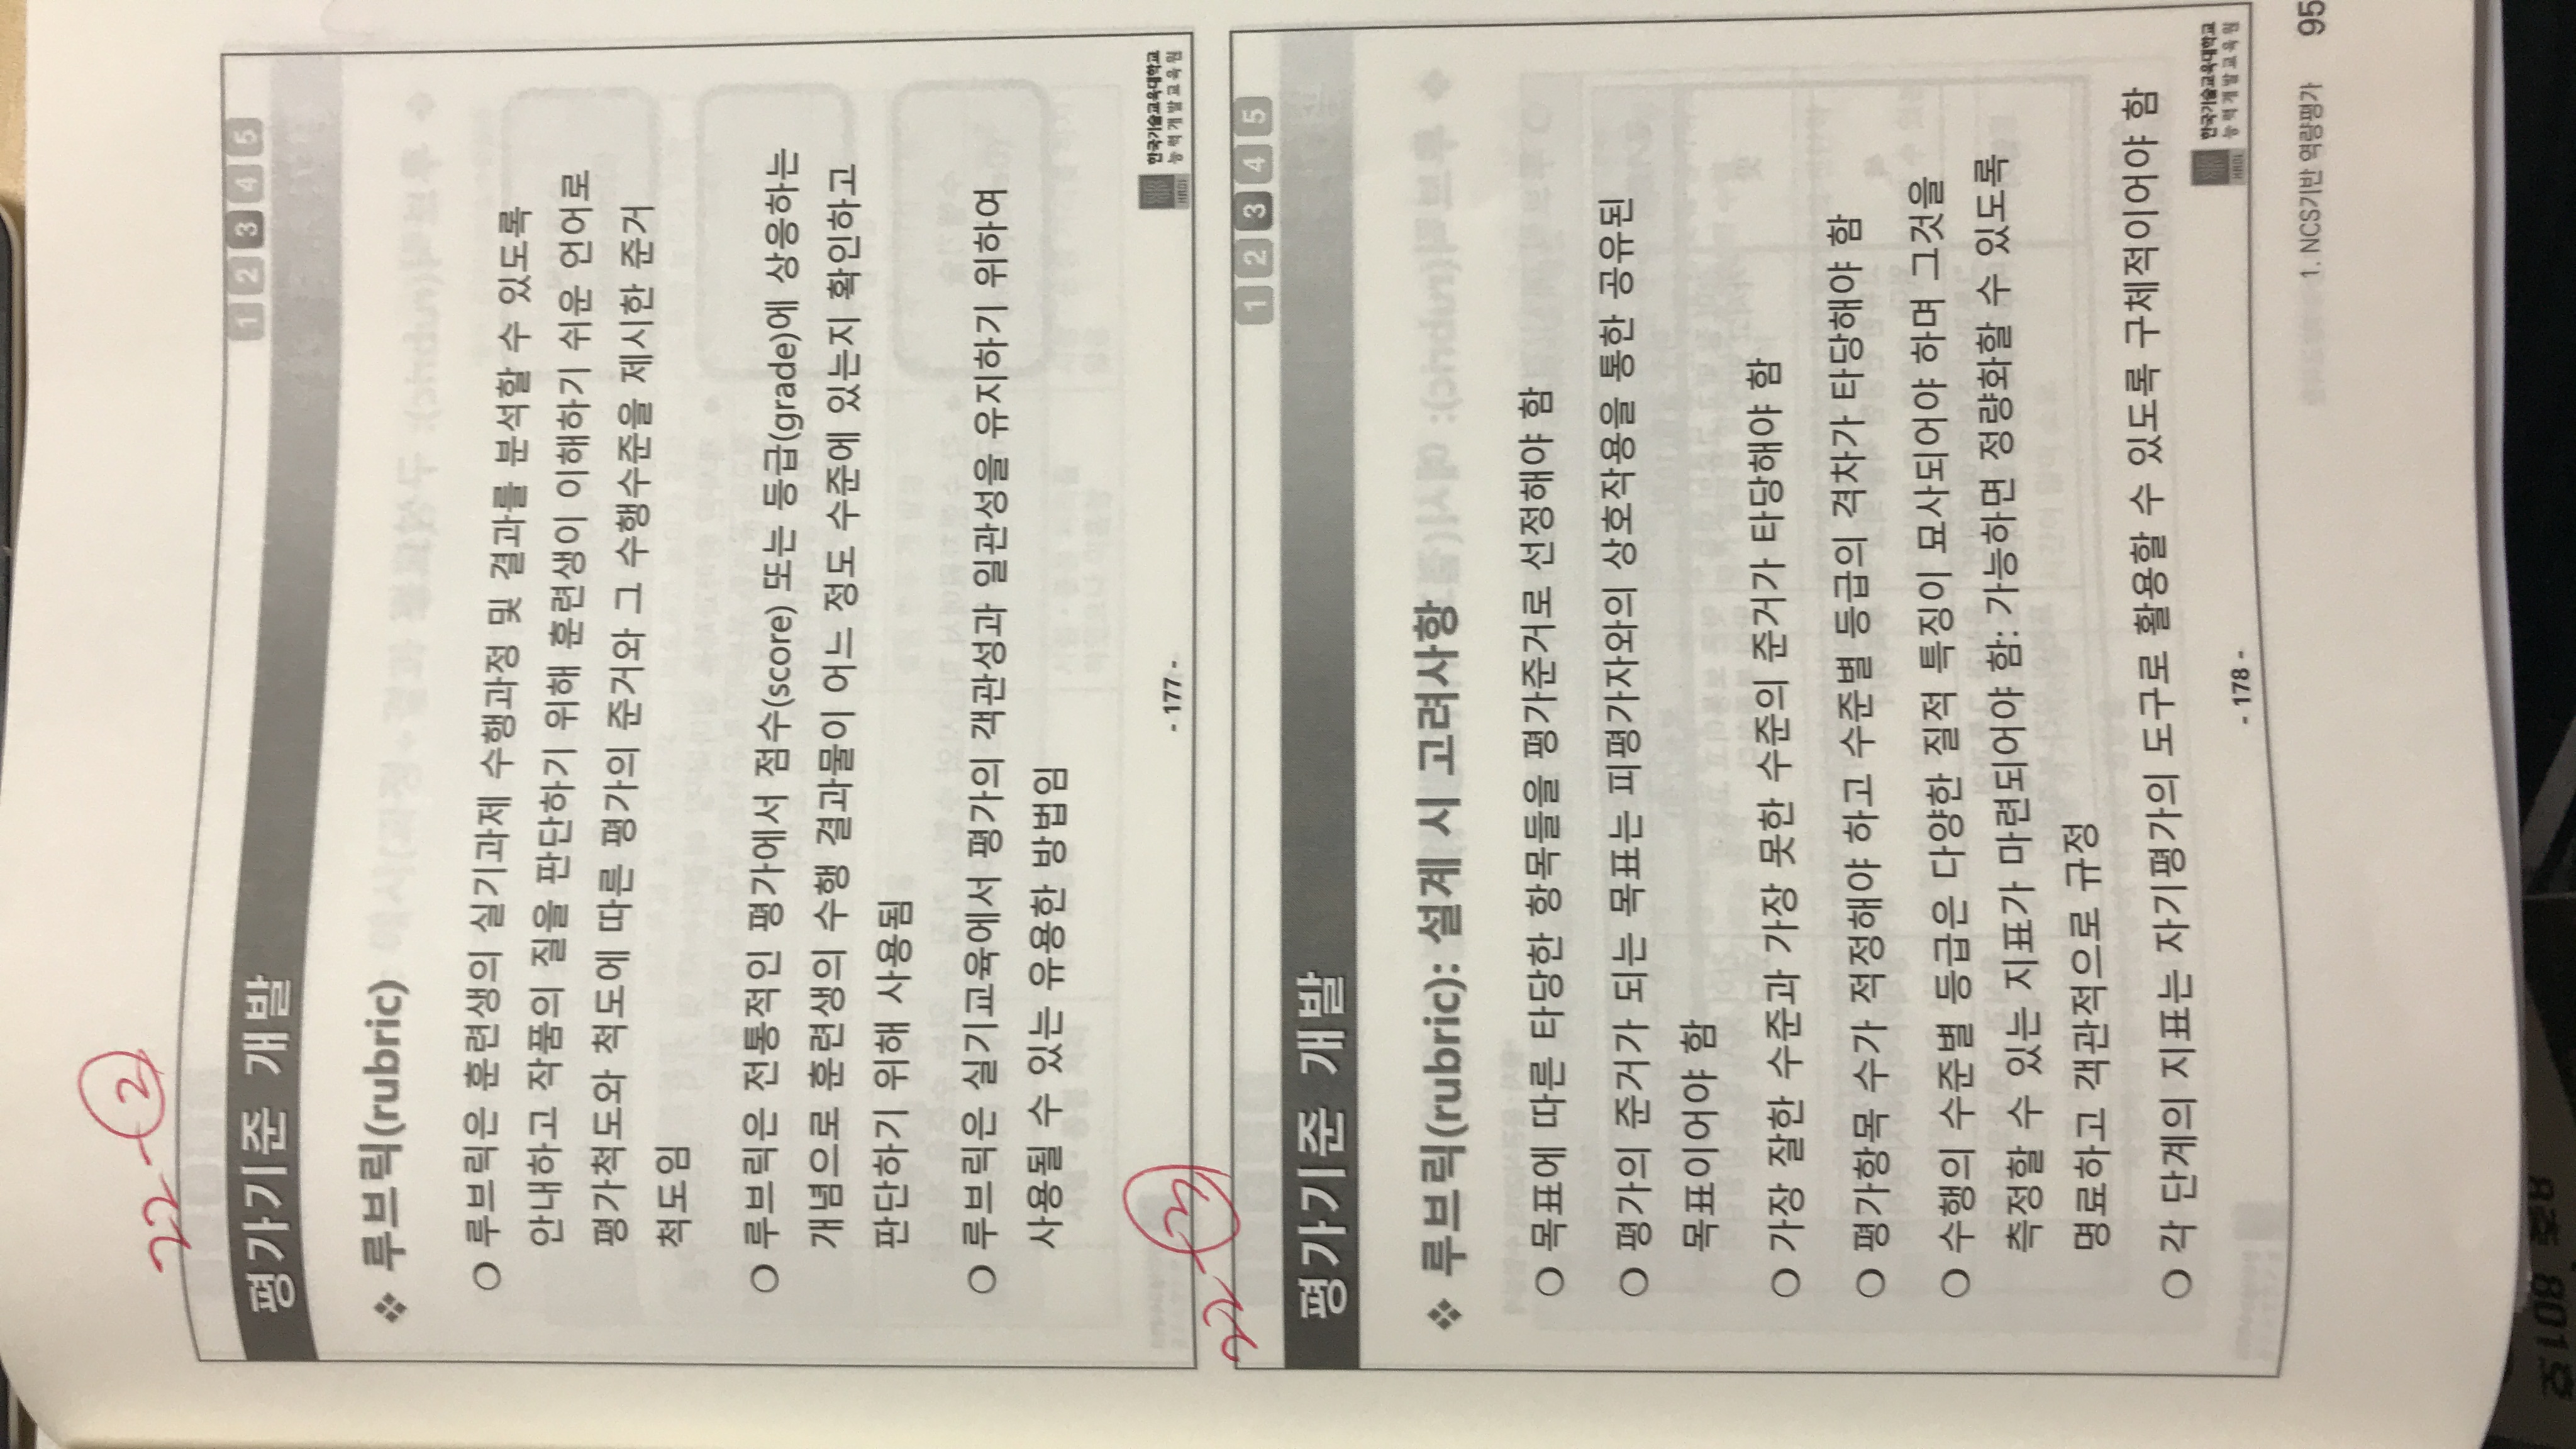 22-②
1 2 3 4 5
평가기준 개발
❖ 루브릭(rubric)
❍ 루브릭은 훈련생의 실기과제 수행과정 및 결과를 분석할 수 있도록
안내하고 작품의 질을 판단하기 위해 훈련생이 이해하기 쉬운 언어로
평가척도와 척도에 따른 평가의 준거와 그 수행수준을 제시한 준거
척도임
❍ 루브릭은 전통적인 평가에서 점수(score) 또는 등급(grade)에 상응하는
개념으로 훈련생의 수행 결과물이 어느 정도 수준에 있는지 확인하고
판단하기 위해 사용됨
❍ 루브릭은 실기교육에서 평가의 객관성과 일관성을 유지하기 위하여
사용될 수 있는 유용한 방법임
- 177 -
HRDI
한국기술교육대학교
능력개발교육원
22-③
1 2 3 4 5
평가기준 개발
❖ 루브릭(rubric): 설계 시 고려사항
❍ 목표에 따른 타당한 항목들을 평가준거로 선정해야 함
❍ 평가의 준거가 되는 목표는 피평가자와의 상호작용을 통한 공유된
목표이어야 함
❍ 가장 잘한 수준과 가장 못한 수준의 준거가 타당해야 함
❍ 평가항목 수가 적정해야 하고 수준별 등급의 격차가 타당해야 함
❍ 수행의 수준별 등급은 다양한 질적 특징이 묘사되어야 하며 그것을
측정할 수 있는 지표가 마련되어야 함: 가능하면 정량화할 수 있도록
명료하고 객관적으로 규정
❍ 각 단계의 지표는 자기평가의 도구로 활용할 수 있도록 구체적이어야 함
- 178 -
HRDI
한국기술교육대학교
능력개발교육원
1. NCS기반 역량평가 95
8층 801호